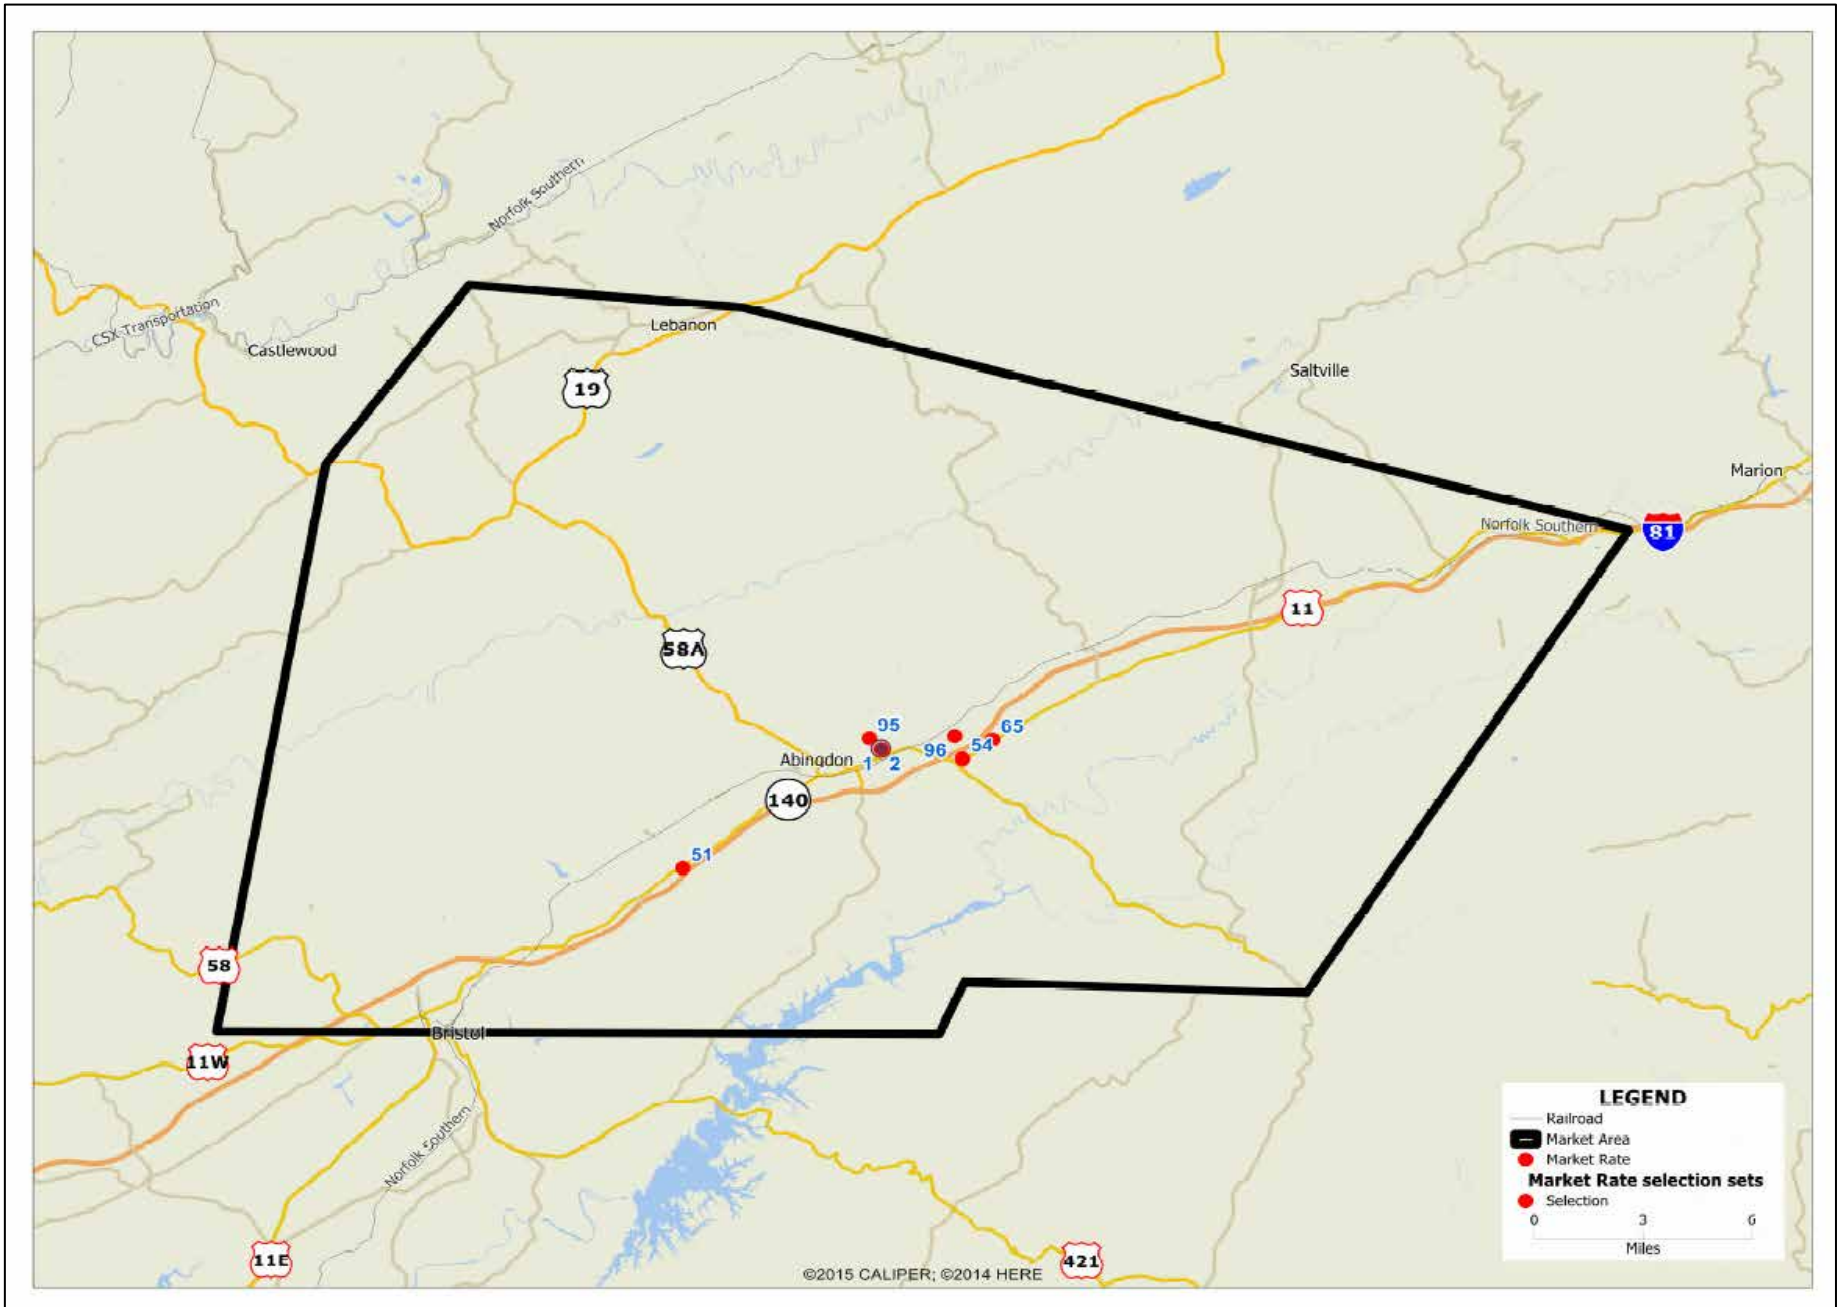 Norfolk Southern
CSX Transportation
Castlewood
Lebanon
19
Saltville
Marion
Norfolk Southern
81
11
58A
95
65
96
54
Abingdon
1
2
140
51
58
Bristol
11W
Norfolk Southern
11E
421
LEGEND
Railroad
Market Area
Market Rate
Market Rate selection sets
Selection
0 3 6
Miles
©2015 CALIPER; ©2014 HERE